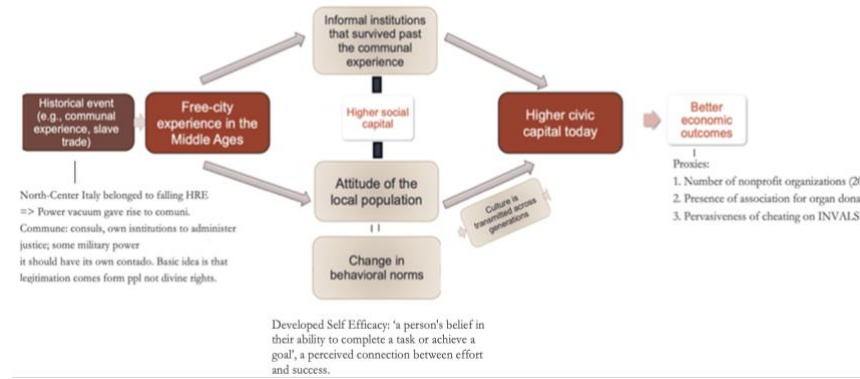 Informal institutions
that survived past
the communal
experience
Historical event
(e.g., communal
experience, slave
trade)
Free-city
experience in the
Middle Ages
Higher social
capital
Higher civic
capital today
Better
economic
outcomes
Attitude of the
local population
Culture is
transmitted across
generations
Change in
behavioral norms
North-Center Italy belonged to falling HRE
=> Power vacuum gave rise to comuni.
Commune: consuls, own isntitutions to administer
justice; some military power
it should have its own contado. Basic idea is that
legitimation comes form ppl not divine rights.
Proxies:
1. Number of nonprofit organizations (20
2. Presence of association for organ dona
3. Pervasiveness of cheating on INVALS
Developed Self Efficacy: ‘a person's belief in
their ability to complete a task or achieve a
goal’, a perceived connection between effort
and success.